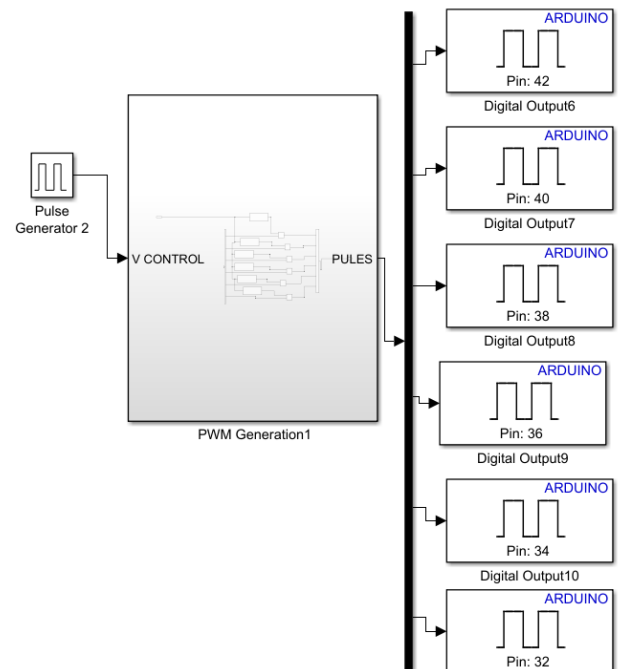 ARDUINO
Pin: 42
Digital Output6
ARDUINO
Pin: 40
Digital Output7
Pulse
Generator 2
V CONTROL
PULES
PWM Generation1
ARDUINO
Pin: 38
Digital Output8
ARDUINO
Pin: 36
Digital Output9
ARDUINO
Pin: 34
Digital Output10
ARDUINO
Pin: 32